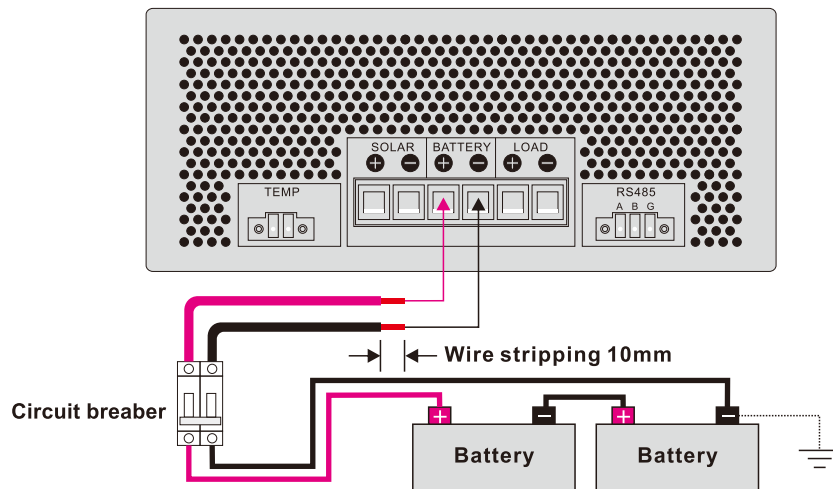 SOLAR BATTERY LOAD
+ − + − + −
TEMP
RS485
A B G
Wire stripping 10mm
Circuit breaber
+ − + −
Battery Battery